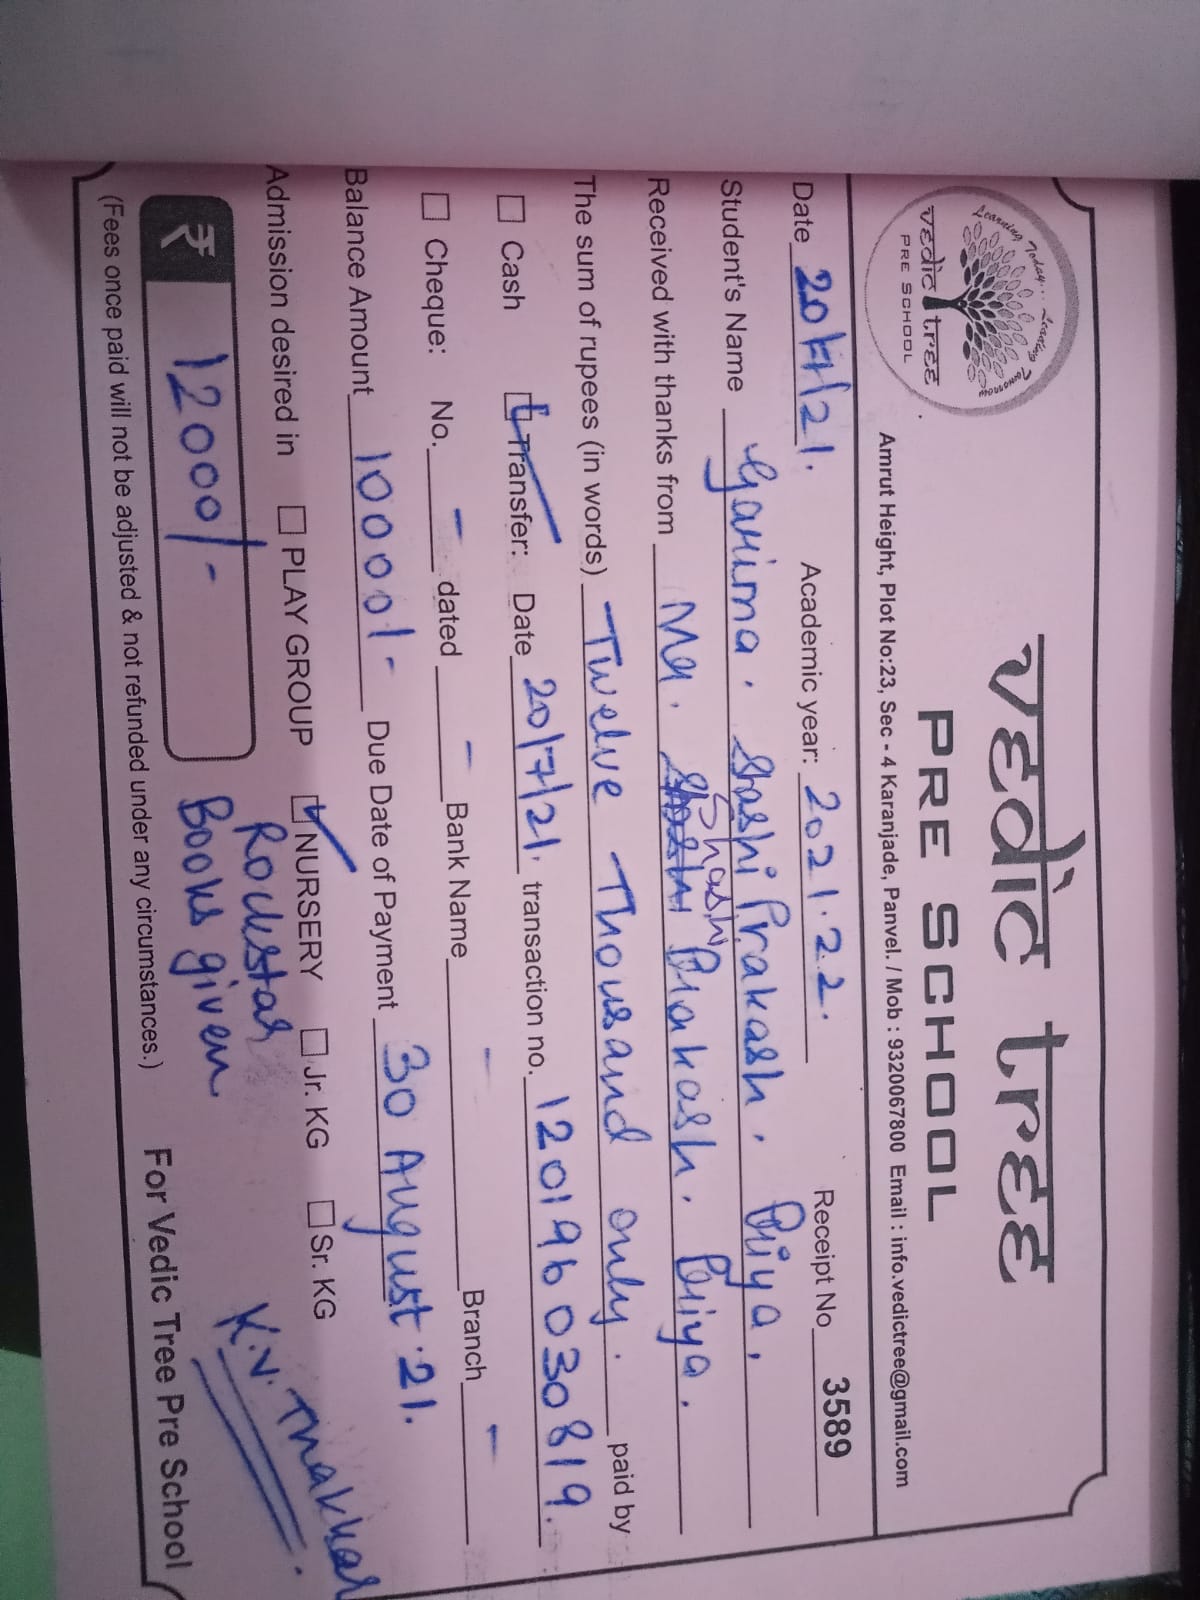 Learning Today... Leading Tomorrow
vedic tree
PRE SCHOOL
vedic tree
PRE SCHOOL
Amrut Height, Plot No:23, Sec - 4 Karanjade, Panvel. / Mob : 9320067800 Email : info.vedictree@gmail.com
Date 20/7/21. Academic year: 2021.22. Receipt No 3589
Student's Name Garima. Shashi Prakash. Priya.
Received with thanks from Mr. Shashi Prakash. Priya.
The sum of rupees (in words) Twelve Thousand only. paid by
☐ Cash ☑ Transfer: Date 20/7/21. transaction no. 120196030819.
☐ Cheque: No. - dated - Bank Name - Branch -
Balance Amount 1000/- Due Date of Payment 30 August.21.
Admission desired in ☐ PLAY GROUP ☑ NURSERY ☐ Jr. KG ☐ Sr. KG
Rockstar
₹ 12000/- Books given
K.V. Thakkar
(Fees once paid will not be adjusted & not refunded under any circumstances.) For Vedic Tree Pre School